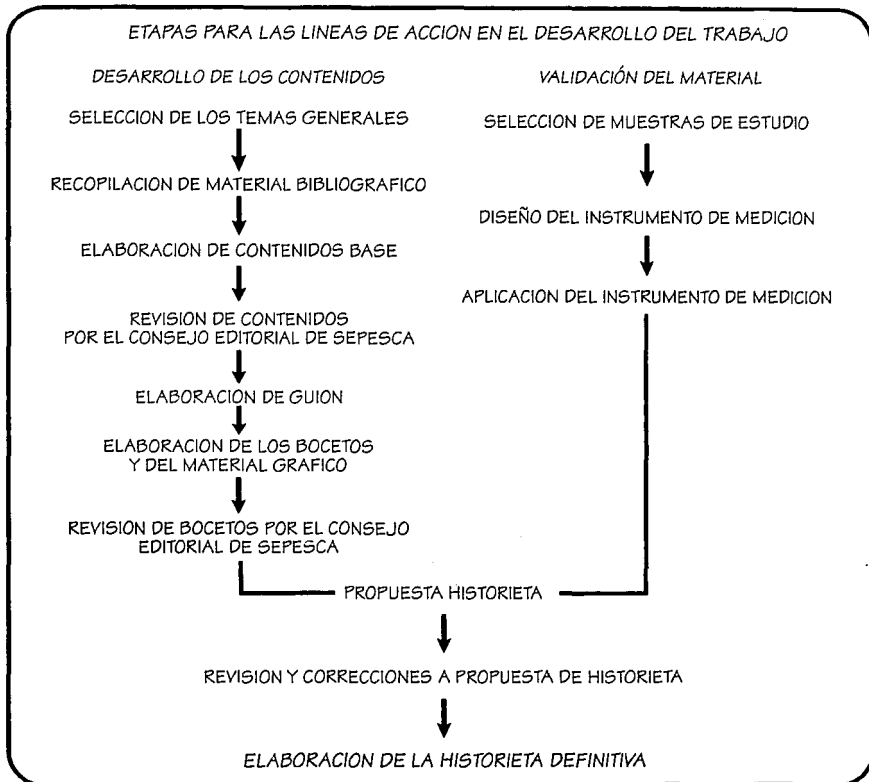 ETAPAS PARA LAS LINEAS DE ACCION EN EL DESARROLLO DEL TRABAJO
DESARROLLO DE LOS CONTENIDOS
SELECCION DE LOS TEMAS GENERALES
RECOPILACION DE MATERIAL BIBLIOGRAFICO
ELABORACION DE CONTENIDOS BASE
REVISION DE CONTENIDOS
POR EL CONSEJO EDITORIAL DE SEPESCA
ELABORACION DE GUION
ELABORACION DE LOS BOCETOS
Y DEL MATERIAL GRAFICO
REVISION DE BOCETOS POR EL CONSEJO
EDITORIAL DE SEPESCA
VALIDACIÓN DEL MATERIAL
SELECCION DE MUESTRAS DE ESTUDIO
DISEÑO DEL INSTRUMENTO DE MEDICION
APLICACION DEL INSTRUMENTO DE MEDICION
PROPUESTA HISTORIETA
REVISION Y CORRECCIONES A PROPUESTA DE HISTORIETA
ELABORACION DE LA HISTORIETA DEFINITIVA